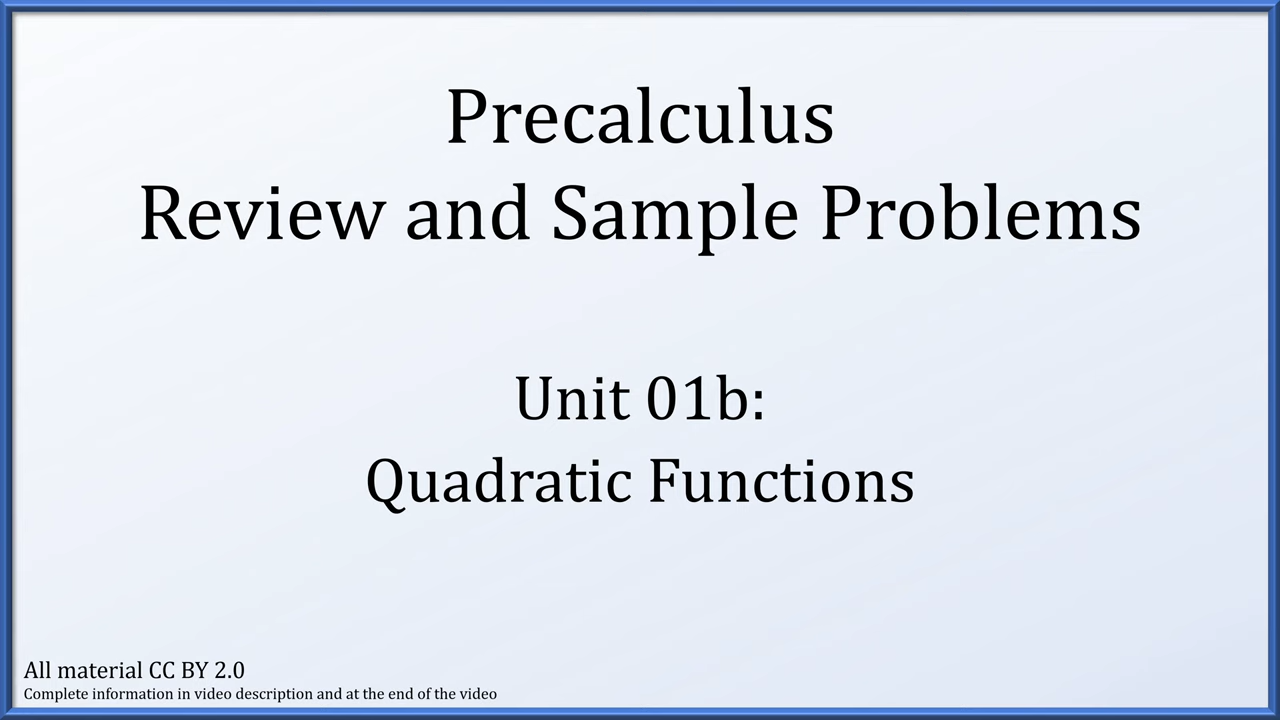 Precalculus
Review and Sample Problems
Unit 01b:
Quadratic Functions
All material CC BY 2.0
Complete information in video description and at the end of the video